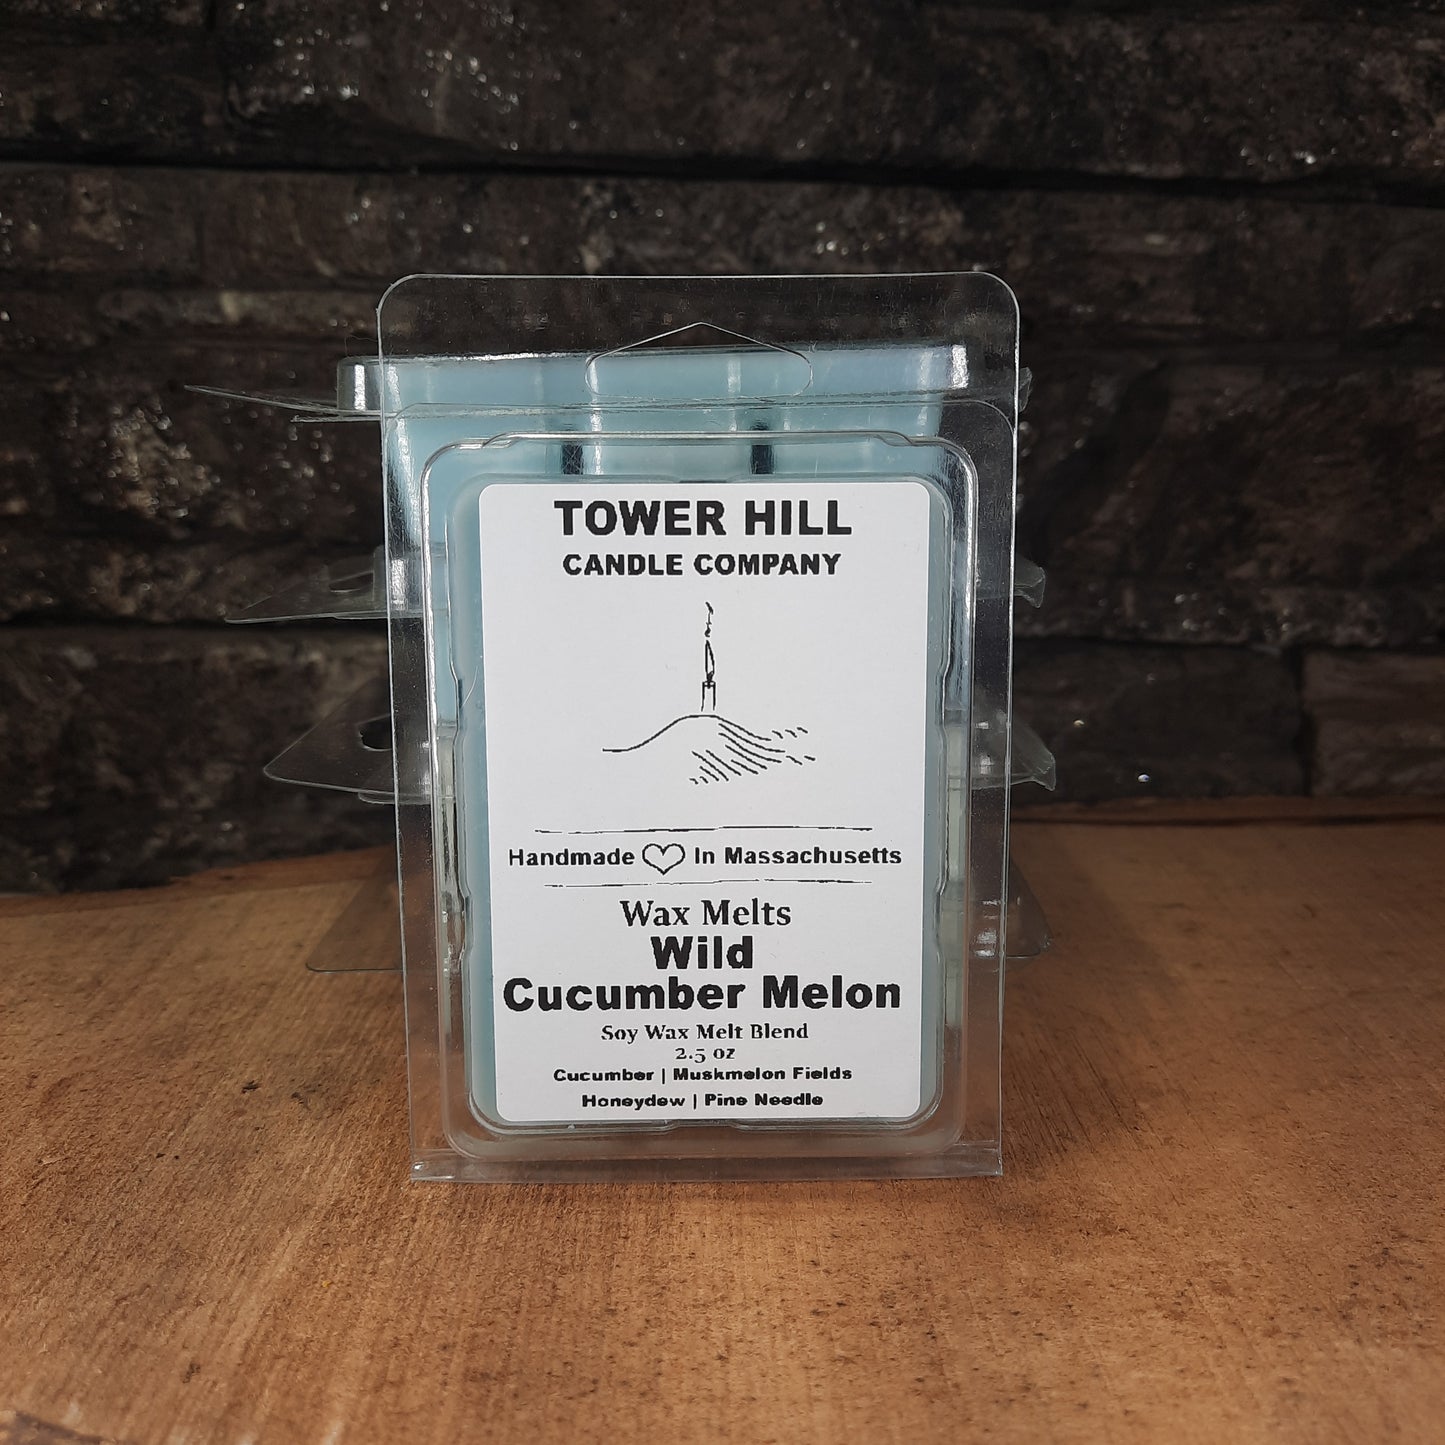 TOWER HILL
CANDLE COMPANY
Handmade In Massachusetts
Wax Melts
Wild
Cucumber Melon
Soy Wax Melt Blend
2.5 oz
Cucumber | Muskmelon Fields
Honeydew | Pine Needle